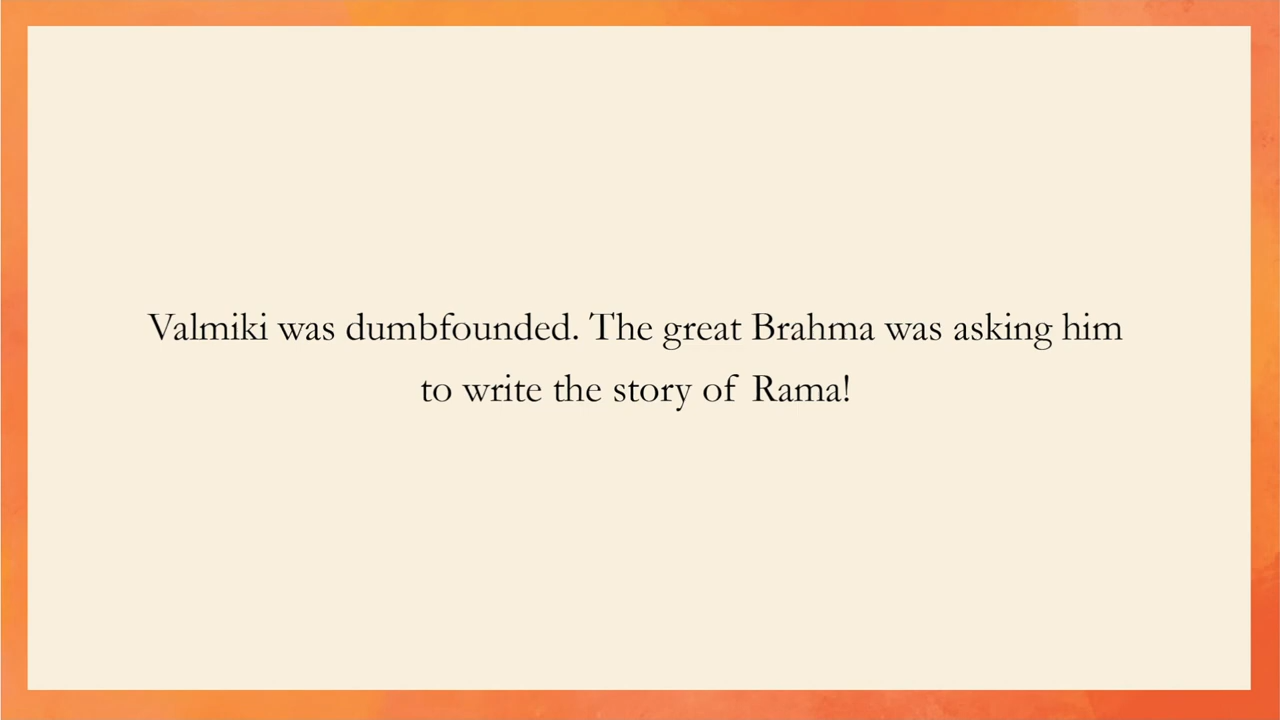 Valmiki was dumbfounded. The great Brahma was asking him
to write the story of Rama!